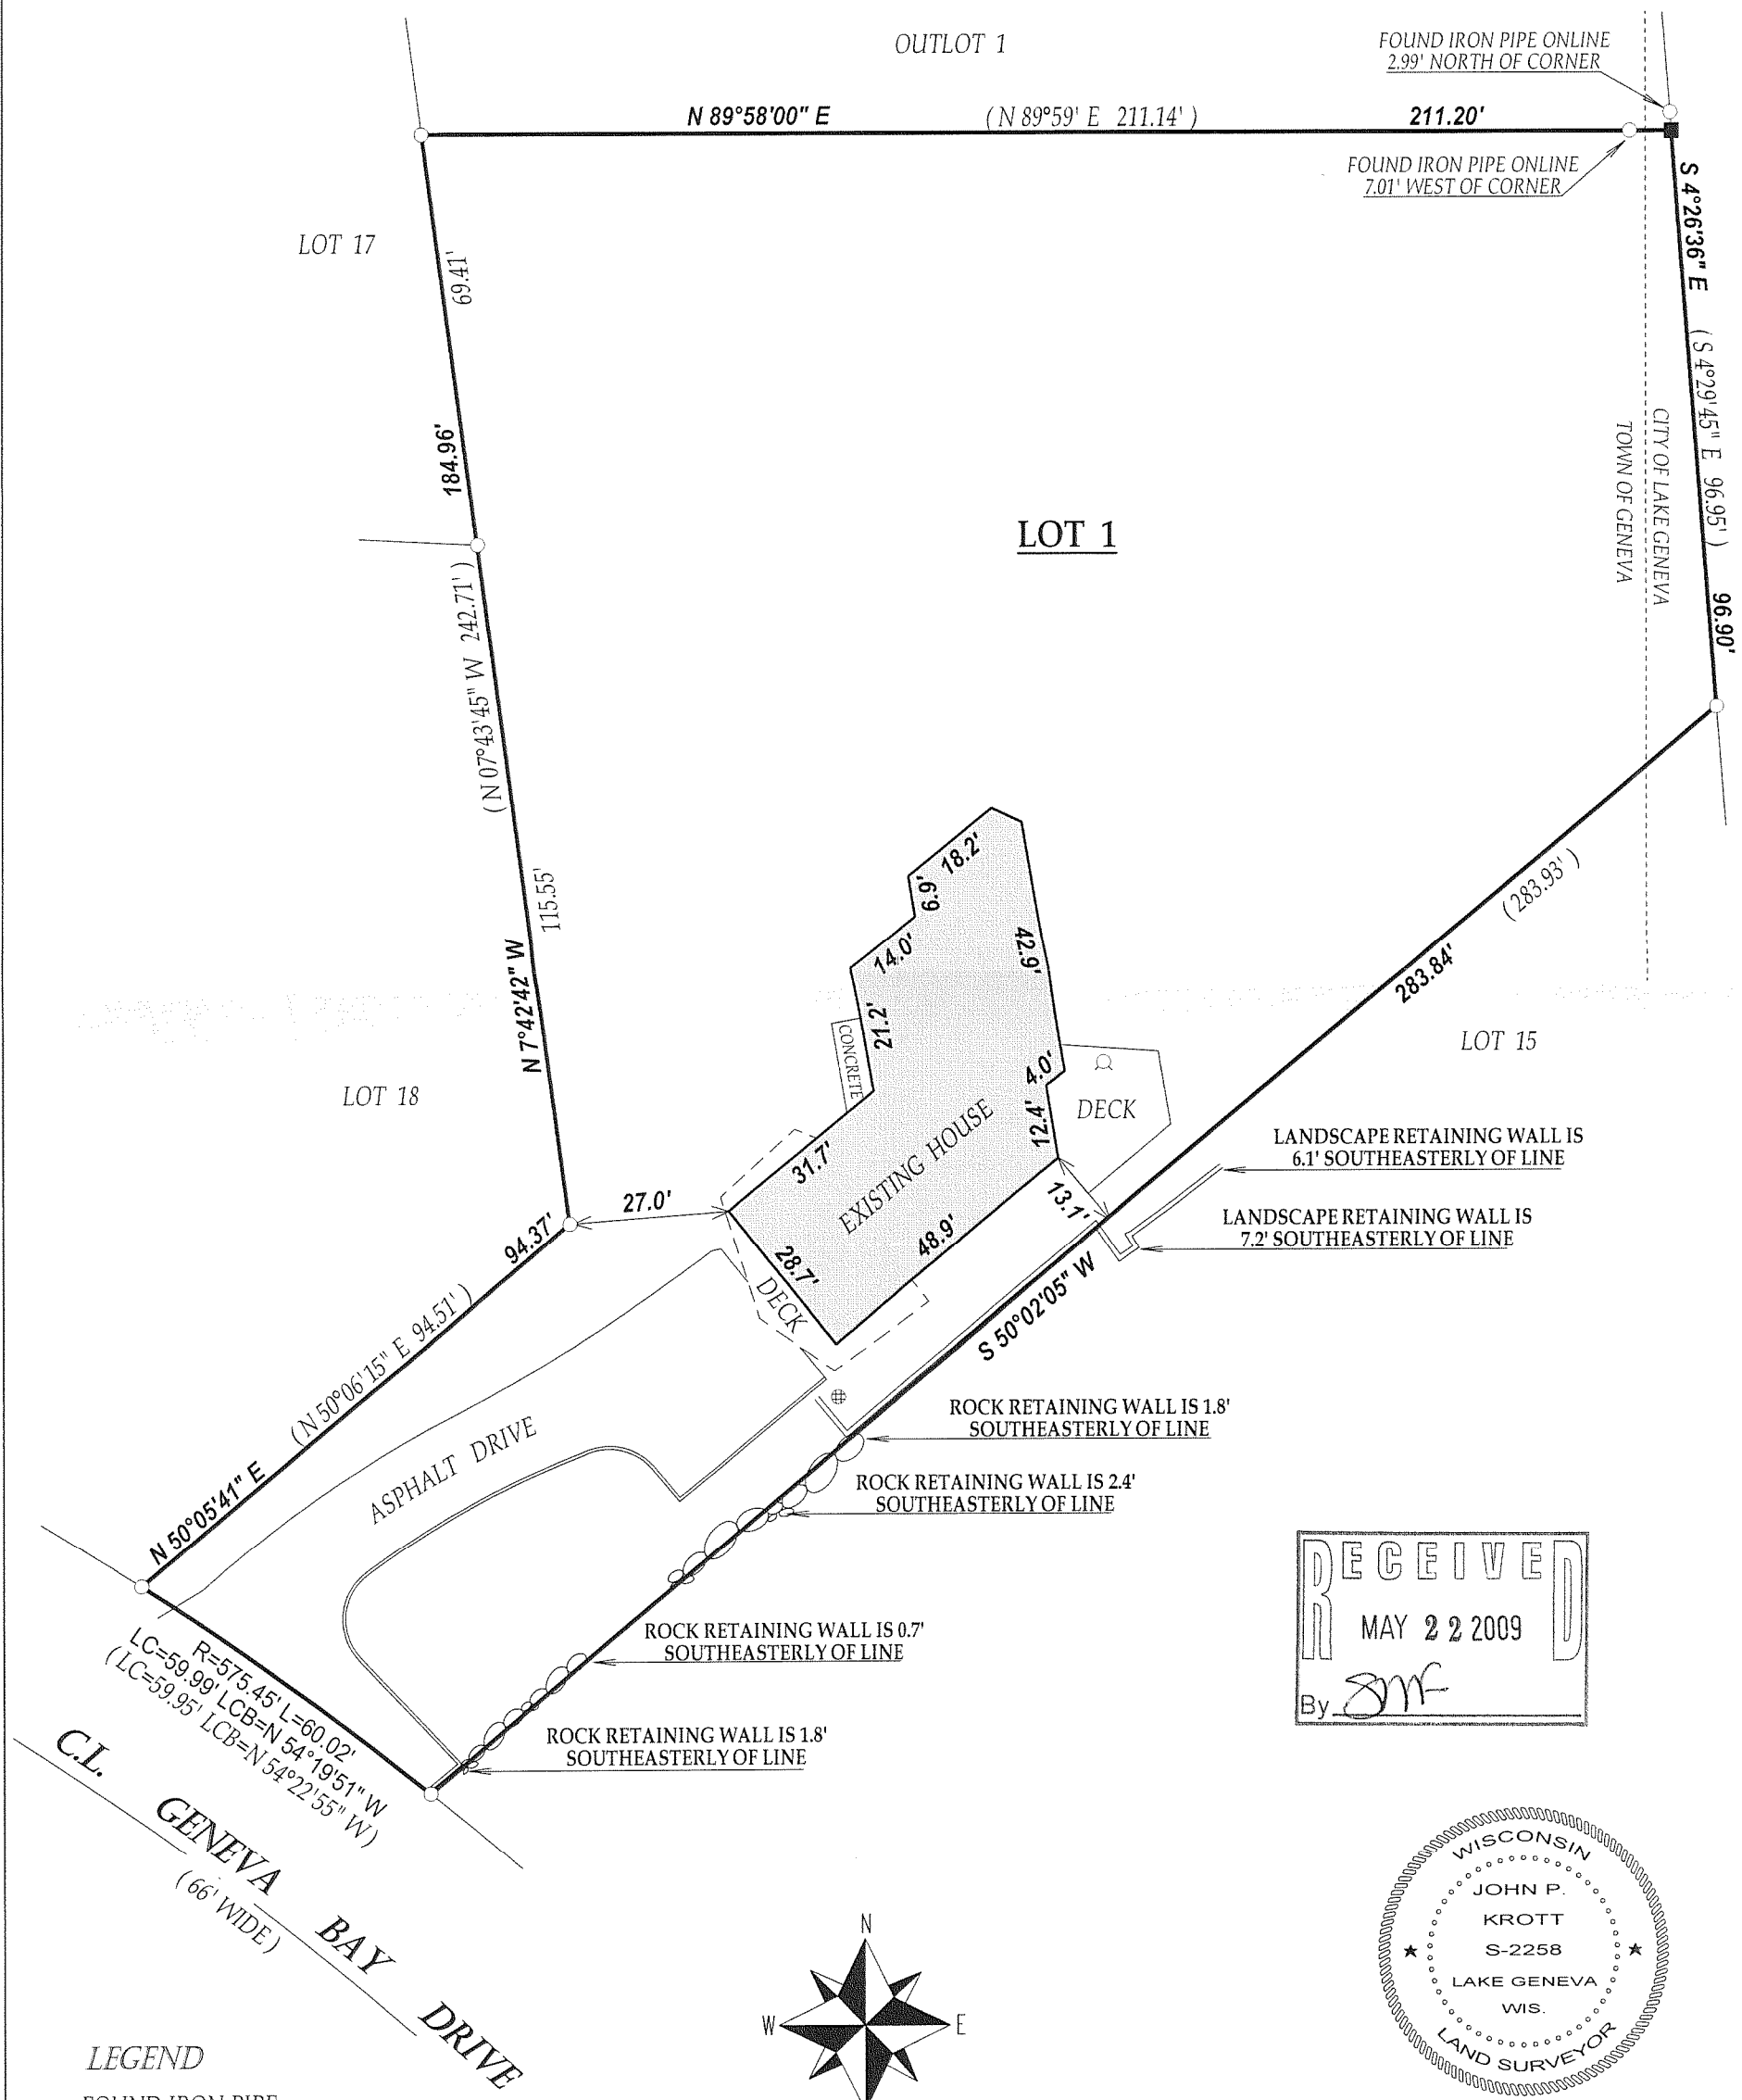 OUTLOT 1
FOUND IRON PIPE ONLINE
2.99' NORTH OF CORNER
N 89°58'00" E
( N 89°59' E 211.14' )
211.20'
FOUND IRON PIPE ONLINE
7.01' WEST OF CORNER
S 4°26'36" E
( S 4°29'45" E 96.95' )
96.90'
CITY OF LAKE GENEVA
TOWN OF GENEVA
LOT 17
69.41'
184.96'
( N 07°43'45" W 242.71' )
LOT 1
115.55'
N 7°42'42" W
LOT 18
18.2'
6.9'
14.0'
42.9'
21.2'
CONCRETE
4.0'
12.4'
DECK
31.7'
EXISTING HOUSE
( 283.93' )
283.84'
LOT 15
LANDSCAPE RETAINING WALL IS
6.1' SOUTHEASTERLY OF LINE
LANDSCAPE RETAINING WALL IS
7.2' SOUTHEASTERLY OF LINE
27.0'
13.1'
94.37'
28.7'
48.9'
DECK
S 50°02'05" W
( N 50°06'15" E 94.51' )
N 50°05'41" E
ASPHALT DRIVE
ROCK RETAINING WALL IS 1.8'
SOUTHEASTERLY OF LINE
ROCK RETAINING WALL IS 2.4'
SOUTHEASTERLY OF LINE
ROCK RETAINING WALL IS 0.7'
SOUTHEASTERLY OF LINE
ROCK RETAINING WALL IS 1.8'
SOUTHEASTERLY OF LINE
R=575.45' L=60.02'
LC=59.99' LCB=N 54°19'51" W
( LC=59.95' LCB=N 54°22'55" W )
C.L. GENEVA BAY DRIVE
( 66' WIDE )
RECEIVED
MAY 22 2009
By
WISCONSIN
JOHN P.
KROTT
S-2258
LAKE GENEVA
WIS.
LAND SURVEYOR
N
W
E
LEGEND
FOUND IRON PIPE